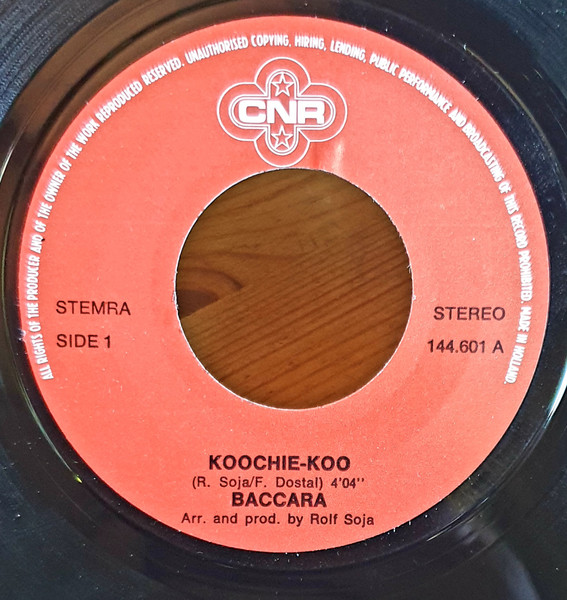 ALL RIGHTS OF THE PRODUCER AND OF THE OWNER OF THE WORK REPRODUCED RESERVED. UNAUTHORISED COPYING, HIRING, LENDING, PUBLIC PERFORMANCE AND BROADCASTING OF THIS RECORD PROHIBITED. MADE IN HOLLAND.
CNR
STEMRA
STEREO
SIDE 1
144.601 A
KOOCHIE-KOO
(R. Soja/F. Dostal) 4'04"
BACCARA
Arr. and prod. by Rolf Soja